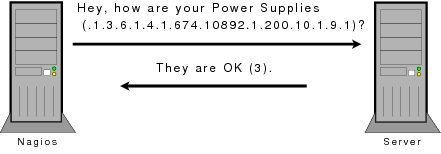 Hey, how are your Power Supplies
(.1.3.6.1.4.1.674.10892.1.200.10.1.9.1)?
They are OK (3).
Nagios
Server